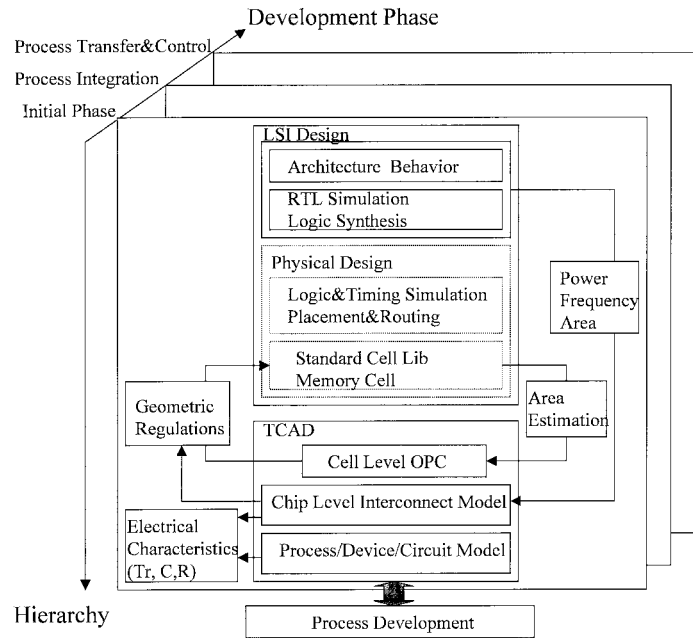 Development Phase
Process Transfer&Control
Process Integration
Initial Phase
LSI Design
Architecture Behavior
RTL Simulation
Logic Synthesis
Physical Design
Logic&Timing Simulation
Placement&Routing
Power
Frequency
Area
Standard Cell Lib
Memory Cell
Geometric
Regulations
Area
Estimation
TCAD
Cell Level OPC
Chip Level Interconnect Model
Electrical
Characteristics
(Tr, C,R)
Process/Device/Circuit Model
Hierarchy
Process Development